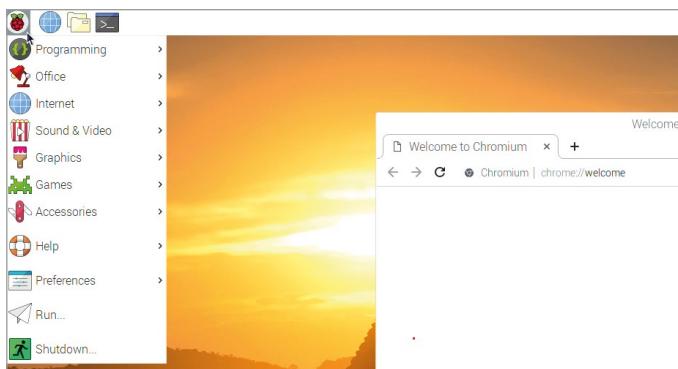 Programming
Office
Internet
Sound & Video
Graphics
Games
Accessories
Help
Preferences
Run...
Shutdown...
Welcome
Welcome to Chromium
Chromium | chrome://welcome